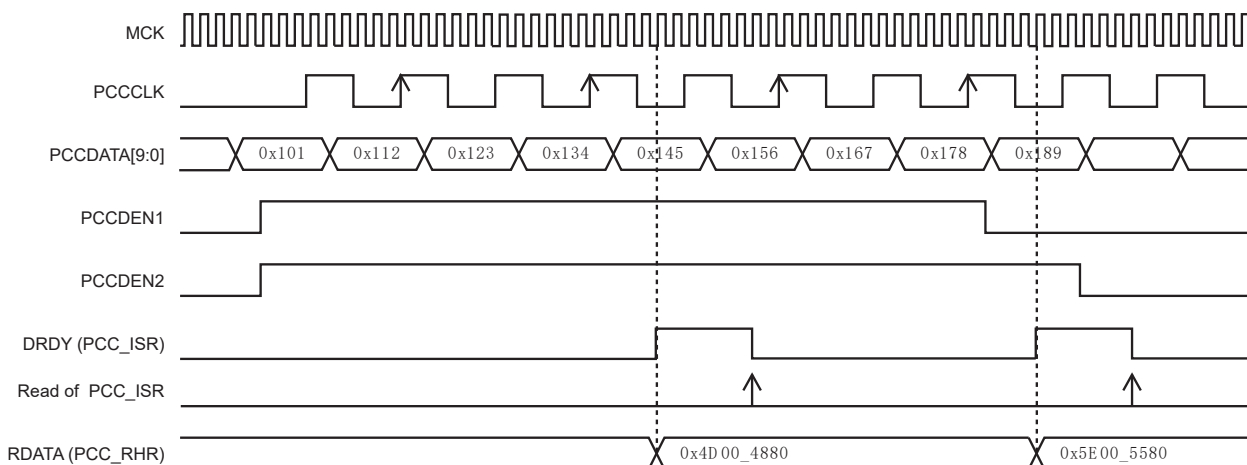 MCK
PCCCLK
PCCDATA[9:0] 0x101 0x112 0x123 0x134 0x145 0x156 0x167 0x178 0x189
PCCDEN1
PCCDEN2
DRDY (PCC_ISR)
Read of PCC_ISR
RDATA (PCC_RHR) 0x4D00_4880 0x5E00_5580